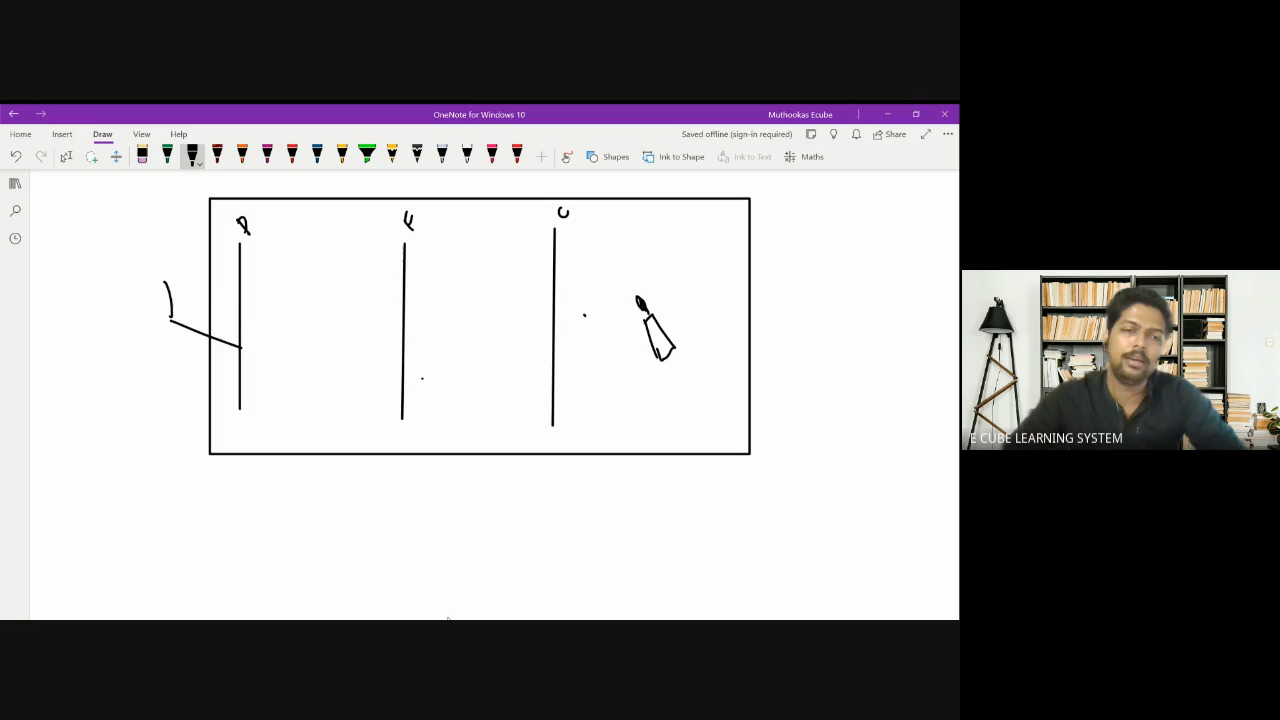 OneNote for Windows 10
Muthookas Ecube
Home Insert Draw View Help
Saved offline (sign-in required) Share
Shapes Ink to Shape Ink to Text Maths
C
E CUBE LEARNING SYSTEM